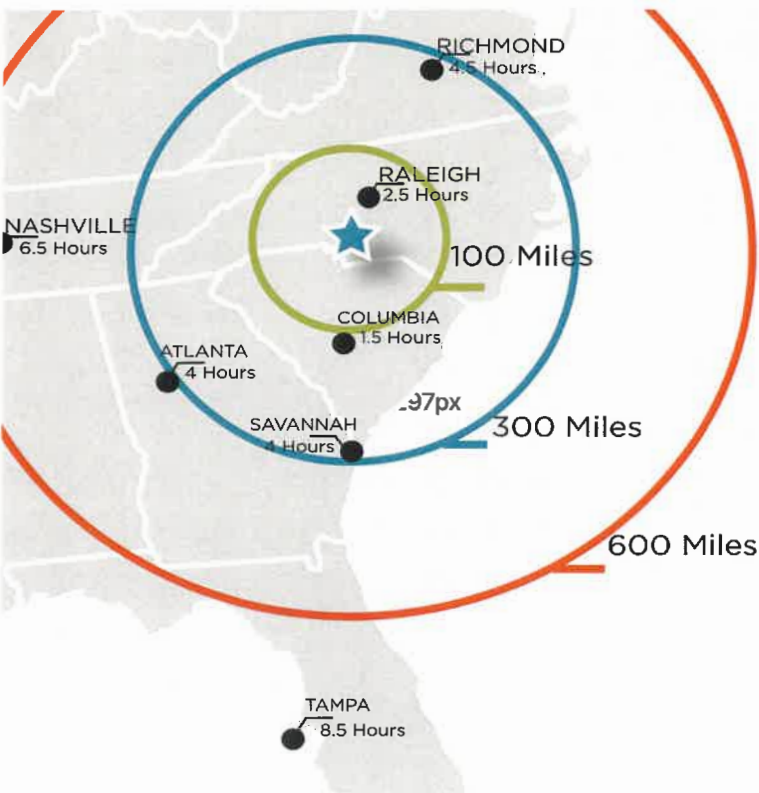 RICHMOND
4.5 Hours
RALEIGH
2.5 Hours
NASHVILLE
6.5 Hours
100 Miles
COLUMBIA
1.5 Hours
ATLANTA
4 Hours
97px
SAVANNAH
4 Hours
300 Miles
600 Miles
TAMPA
8.5 Hours